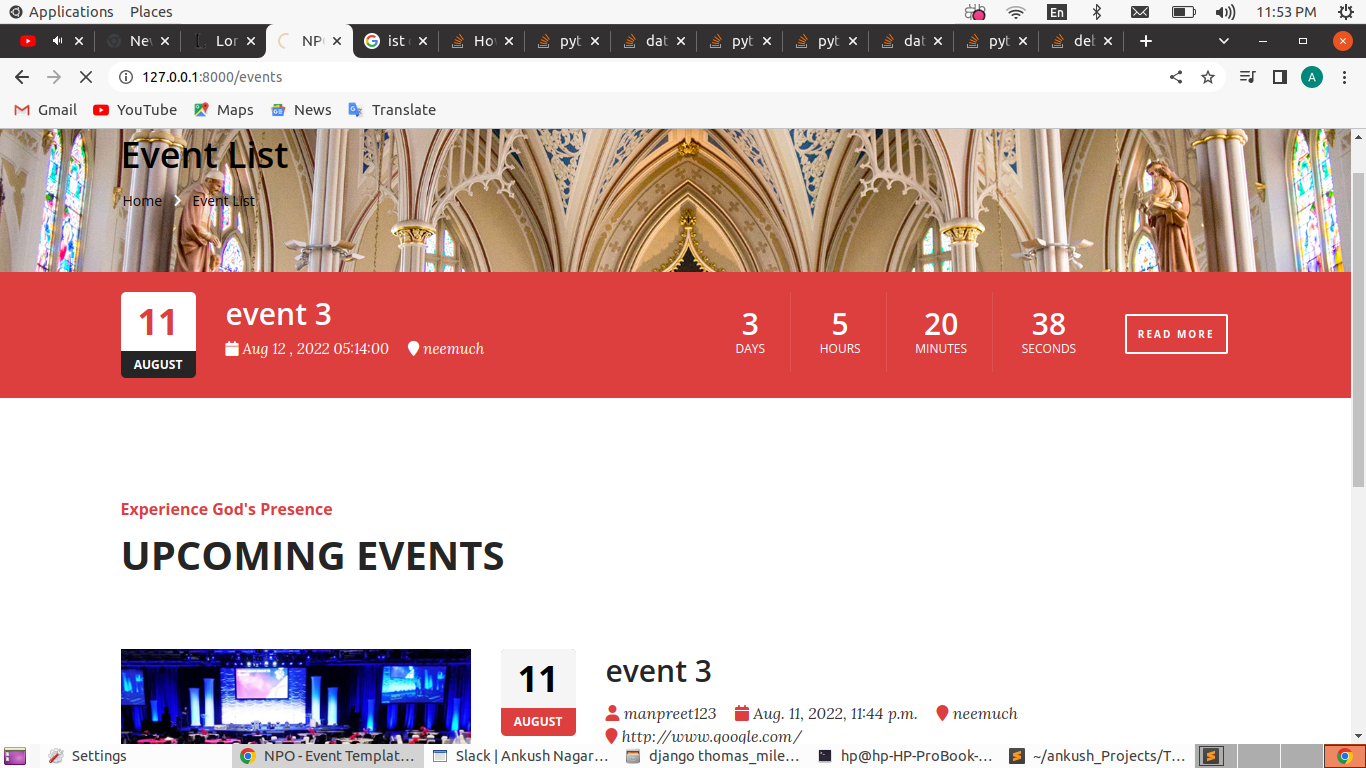 Applications Places En 11:53 PM
Nev Lor NPO ist Hov pyt dat pyt pyt dat pyt del
127.0.0.1:8000/events A
Gmail YouTube Maps News Translate
Event List
Home Event List
11
AUGUST
event 3
Aug 12 , 2022 05:14:00 neemuch
3 5 20 38
DAYS HOURS MINUTES SECONDS
READ MORE
Experience God's Presence
UPCOMING EVENTS
11
AUGUST
event 3
manpreet123 Aug. 11, 2022, 11:44 p.m. neemuch
http://www.google.com/
Settings NPO - Event Templat... Slack | Ankush Nagar... django thomas_mile... hp@hp-HP-ProBook-... ~/ankush_Projects/T...